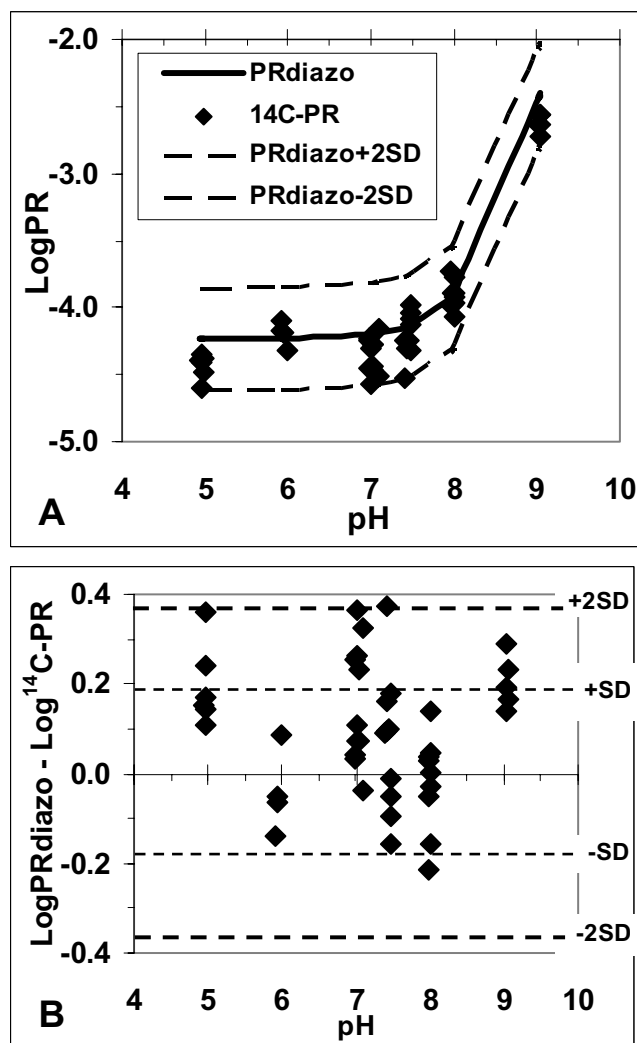 -2.0
-3.0
-4.0
-5.0
LogPR
PRdiazo
14C-PR
PRdiazo+2SD
PRdiazo-2SD
4 5 6 7 8 9 10
pH
A
0.4
0.2
0.0
-0.2
-0.4
LogPRdiazo - Log¹⁴C-PR
+2SD
+SD
-SD
-2SD
4 5 6 7 8 9 10
pH
B